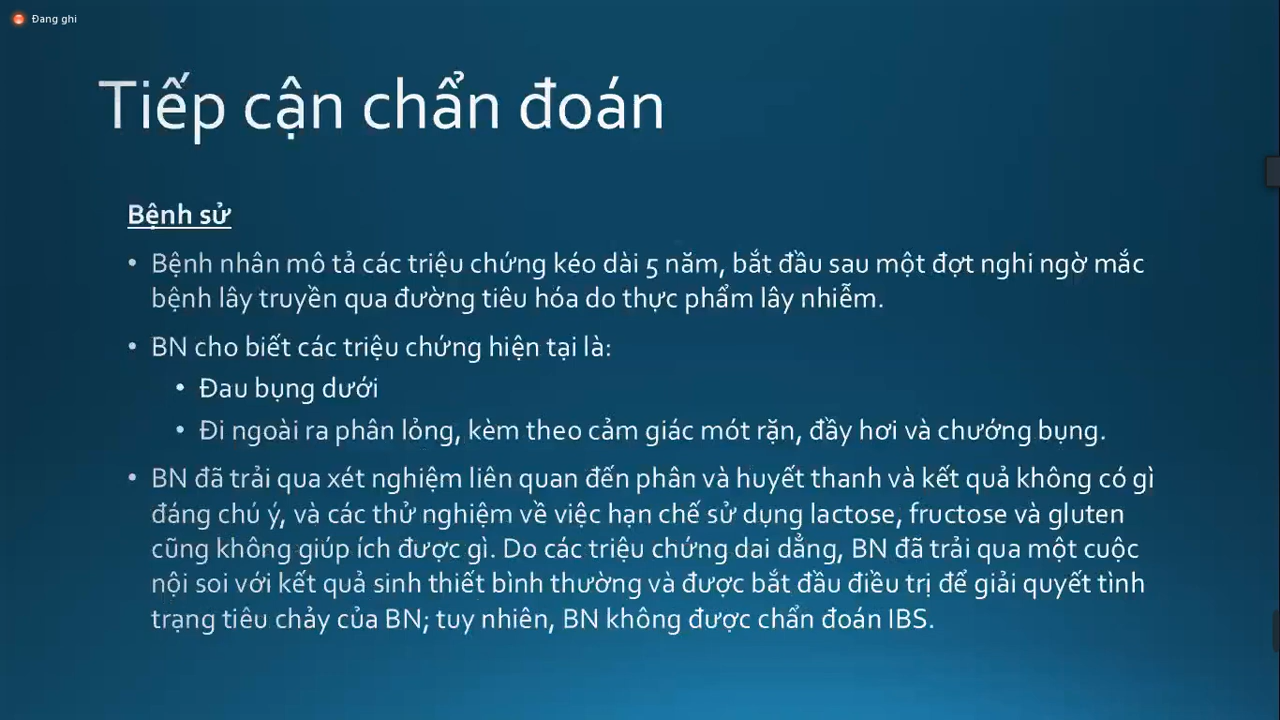 Đang ghi
Tiếp cận chẩn đoán
Bệnh sử
• Bệnh nhân mô tả các triệu chứng kéo dài 5 năm, bắt đầu sau một đợt nghi ngờ mắc
bệnh lây truyền qua đường tiêu hóa do thực phẩm lây nhiễm.
• BN cho biết các triệu chứng hiện tại là:
• Đau bụng dưới
• Đi ngoài ra phân lỏng, kèm theo cảm giác mót rặn, đầy hơi và chướng bụng.
• BN đã trải qua xét nghiệm liên quan đến phân và huyết thanh và kết quả không có gì
đáng chú ý, và các thử nghiệm về việc hạn chế sử dụng lactose, fructose và gluten
cũng không giúp ích được gì. Do các triệu chứng dai dẳng, BN đã trải qua một cuộc
nội soi với kết quả sinh thiết bình thường và được bắt đầu điều trị để giải quyết tình
trạng tiêu chảy của BN; tuy nhiên, BN không được chẩn đoán IBS.